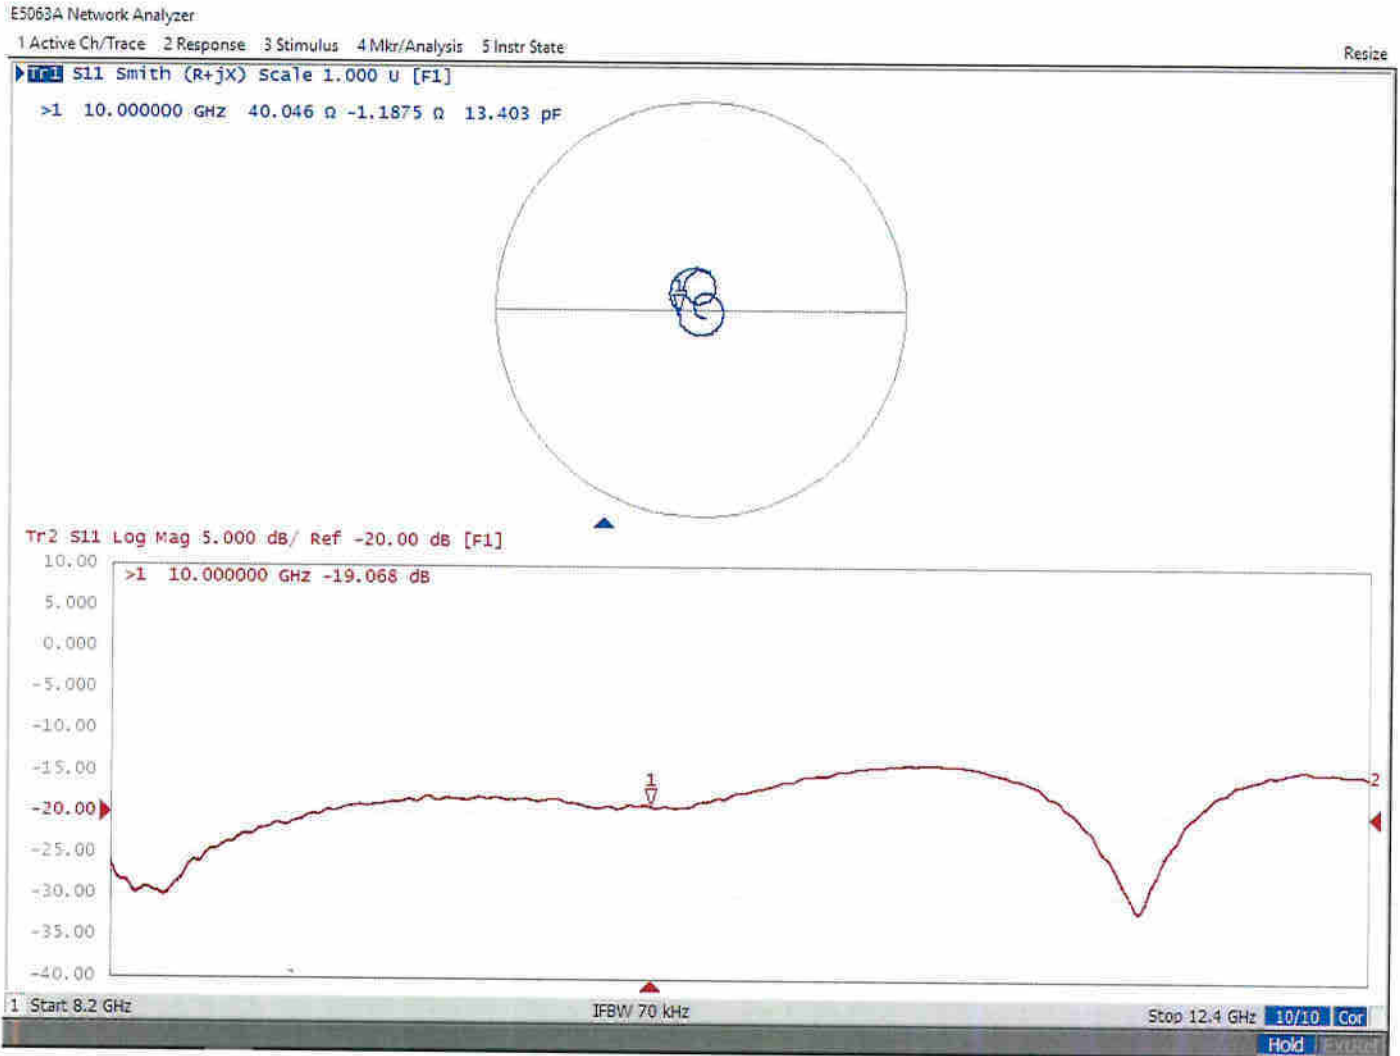 E5063A Network Analyzer
1 Active Ch/Trace 2 Response 3 Stimulus 4 Mkr/Analysis 5 Instr State
Resize
Tr1 S11 Smith (R+jX) Scale 1.000 U [F1]
>1 10.000000 GHz 40.046 Ω -1.1875 Ω 13.403 pF
1
Tr2 S11 Log Mag 5.000 dB/ Ref -20.00 dB [F1]
>1 10.000000 GHz -19.068 dB
10.00
5.000
0.000
-5.000
-10.00
-15.00
-20.00
-25.00
-30.00
-35.00
-40.00
1
2
1 Start 8.2 GHz
IFBW 70 kHz
Stop 12.4 GHz 10/10 Cor
Hold ExtRef